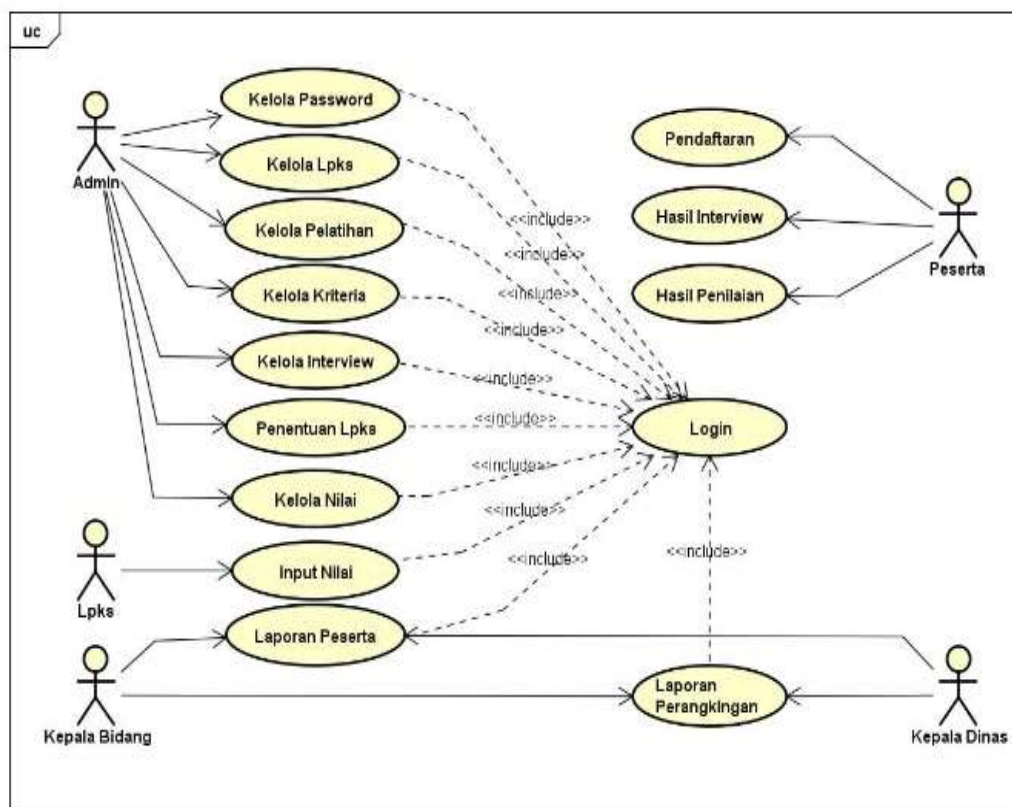 uc
Kelola Password
Kelola Lpks
Kelola Pelatihan
Kelola Kriteria
Kelola Interview
Penentuan Lpks
Kelola Nilai
Input Nilai
Laporan Peserta
Admin
Lpks
Kepala Bidang
<<include>>
<<include>>
<<include>>
<<include>>
<<include>>
<<include>>
<<include>>
<<include>>
<<include>>
<<include>>
Pendaftaran
Hasil Interview
Hasil Penilaian
Peserta
Login
Laporan
Perangkingan
Kepala Dinas